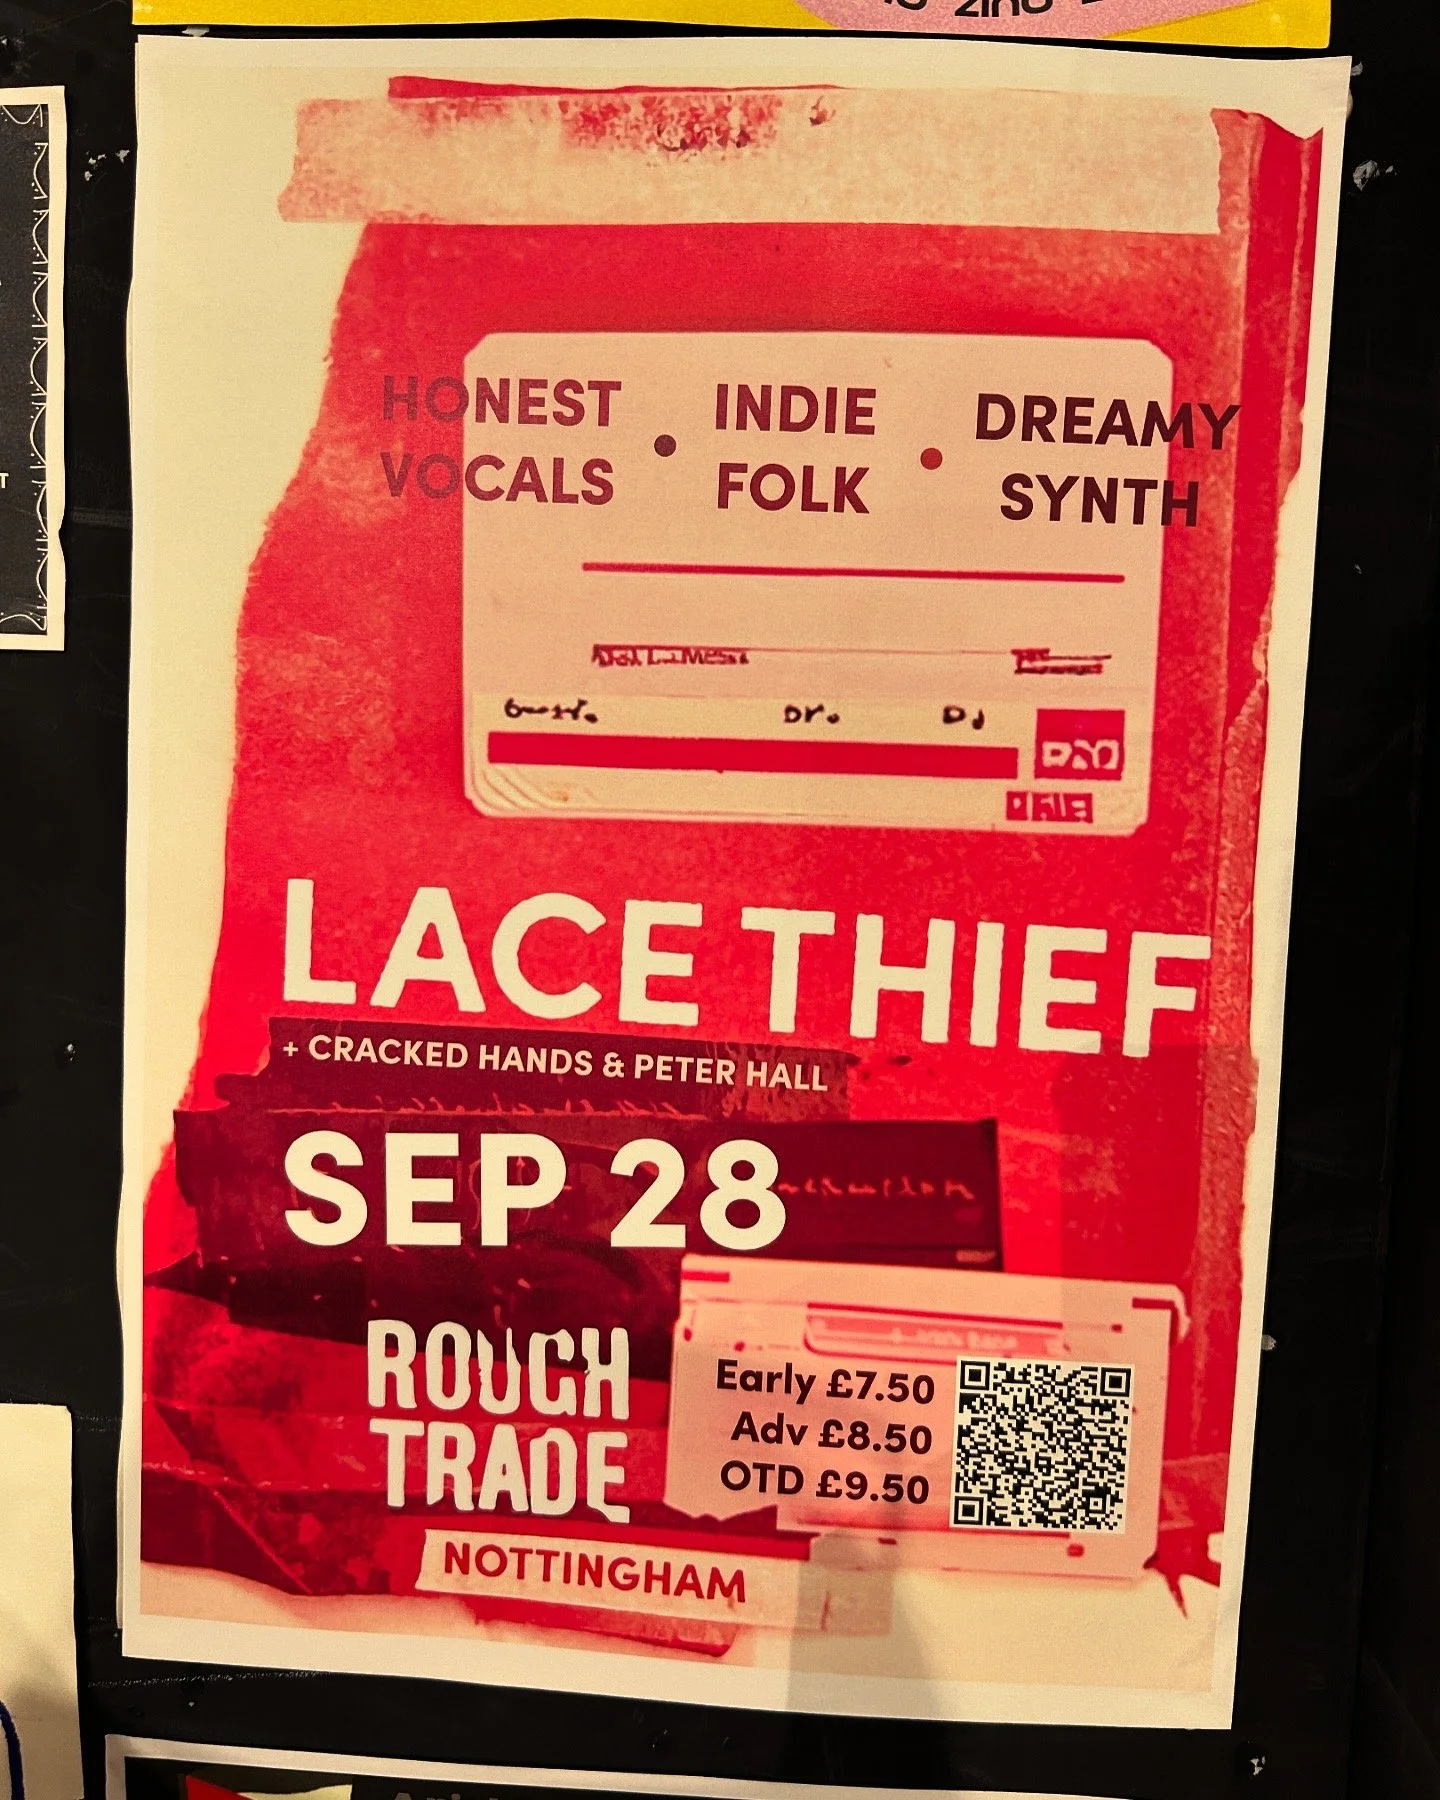 HONEST VOCALS • INDIE FOLK • DREAMY SYNTH
LACE THIEF
+ CRACKED HANDS & PETER HALL
SEP 28
ROUGH
TRADE
NOTTINGHAM
Early £7.50
Adv £8.50
OTD £9.50